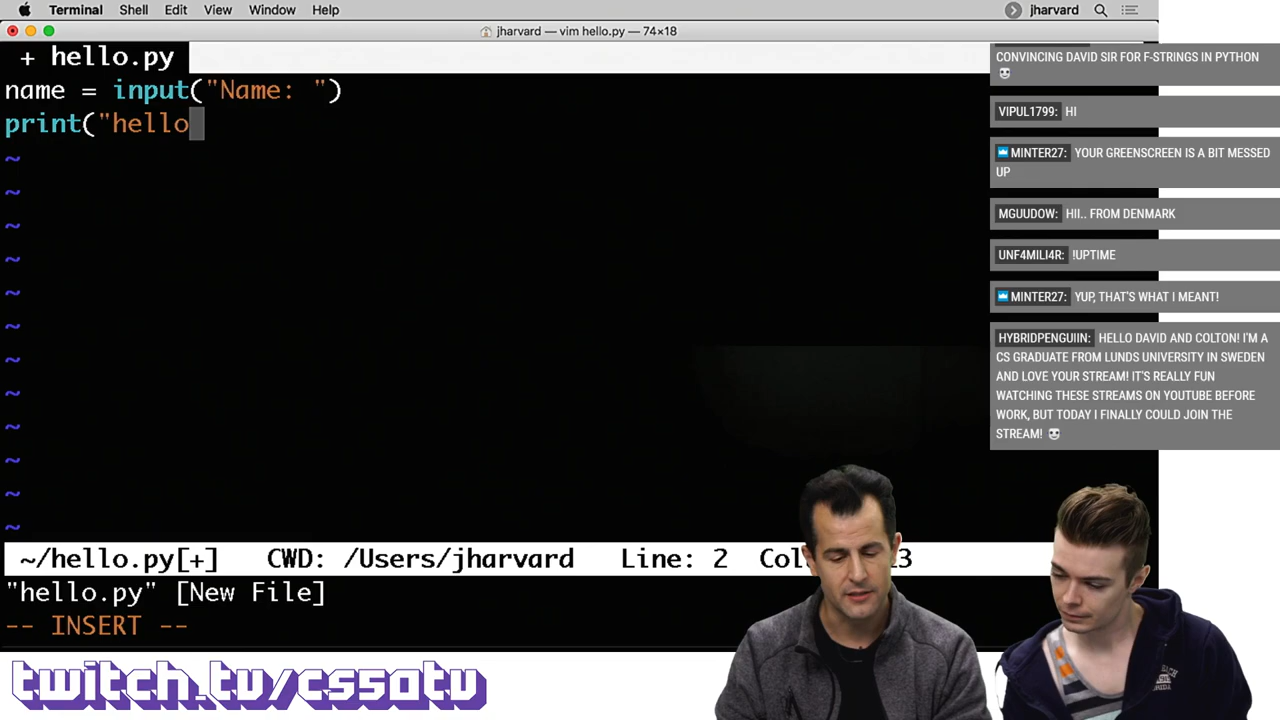 Terminal Shell Edit View Window Help
jharvard
jharvard — vim hello.py — 74×18
+ hello.py
name = input("Name: ")
print("hello
~
~
~
~
~
~
~
~
~
~
~
~
~/hello.py[+] CWD: /Users/jharvard Line: 2 Col 3
"hello.py" [New File]
-- INSERT --
CONVINCING DAVID SIR FOR F-STRINGS IN PYTHON
VIPUL1799: HI
MINTER27: YOUR GREENSCREEN IS A BIT MESSED
UP
MGUUDOW: HII.. FROM DENMARK
UNF4MILI4R: !UPTIME
MINTER27: YUP, THAT'S WHAT I MEANT!
HYBRIDPENGUIIN: HELLO DAVID AND COLTON! I'M A
CS GRADUATE FROM LUNDS UNIVERSITY IN SWEDEN
AND LOVE YOUR STREAM! IT'S REALLY FUN
WATCHING THESE STREAMS ON YOUTUBE BEFORE
WORK, BUT TODAY I FINALLY COULD JOIN THE
STREAM!
twitch.tv/cs50tv